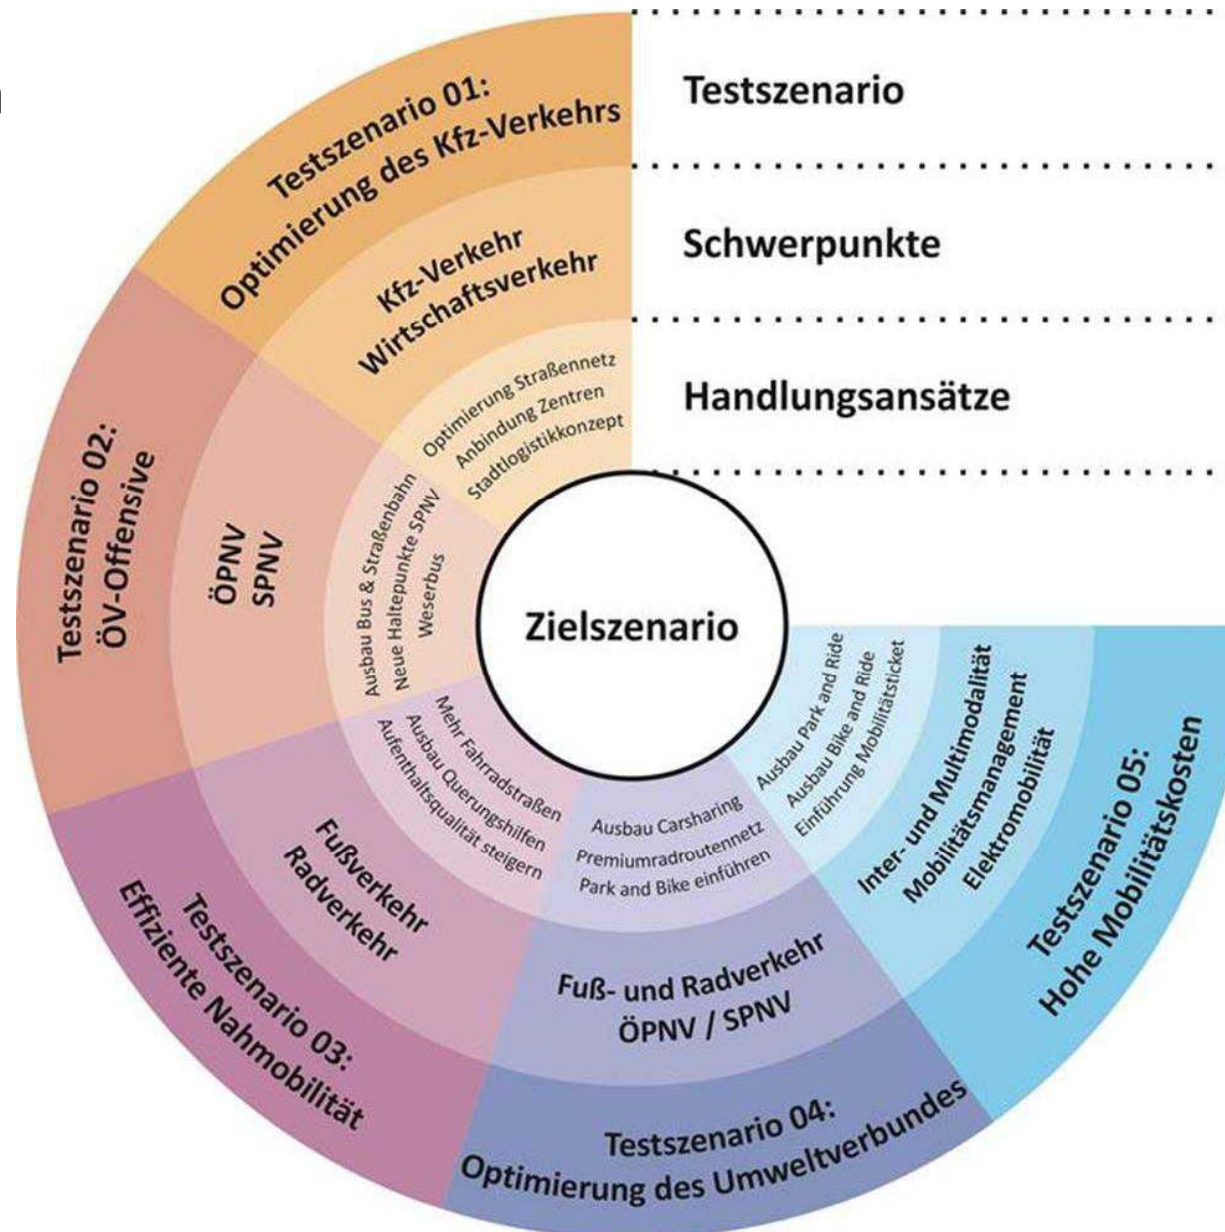 Testszenario
Schwerpunkte
Handlungsansätze
Testszenario 01:
Optimierung des Kfz-Verkehrs
Kfz-Verkehr
Wirtschaftsverkehr
Optimierung Straßennetz
Anbindung Zentren
Stadtlogistikkonzept
Testszenario 02:
ÖV-Offensive
ÖPNV
SPNV
Ausbau Bus & Straßenbahn
Neue Haltepunkte SPNV
Weserbus
Testszenario 03:
Effiziente Nahmobilität
Fußverkehr
Radverkehr
Mehr Fahrradstraßen
Ausbau Querungshilfen
Aufenthaltsqualität steigern
Testszenario 04:
Optimierung des Umweltverbundes
Fuß- und Radverkehr
ÖPNV / SPNV
Ausbau Carsharing
Premiumradroutennetz
Park and Bike einführen
Testszenario 05:
Hohe Mobilitätskosten
Inter- und Multimodalität
Mobilitätsmanagement
Elektromobilität
Ausbau Park and Ride
Ausbau Bike and Ride
Einführung Mobilitätsticket
Zielszenario